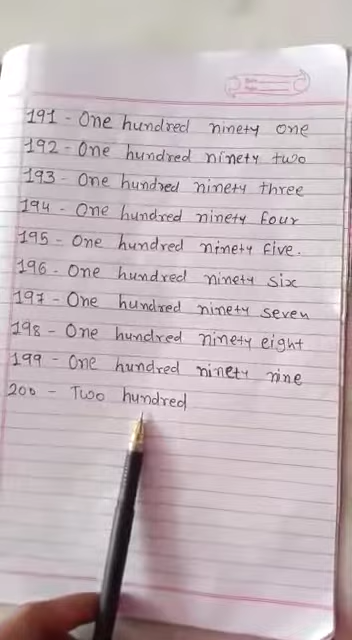 191 - One hundred ninety one
192 - One hundred ninety two
193 - One hundred ninety three
194 - One hundred ninety four
195 - One hundred ninety five.
196 - One hundred ninety six
197 - One hundred ninety seven
198 - One hundred ninety eight
199 - One hundred ninety nine
200 - Two hundred